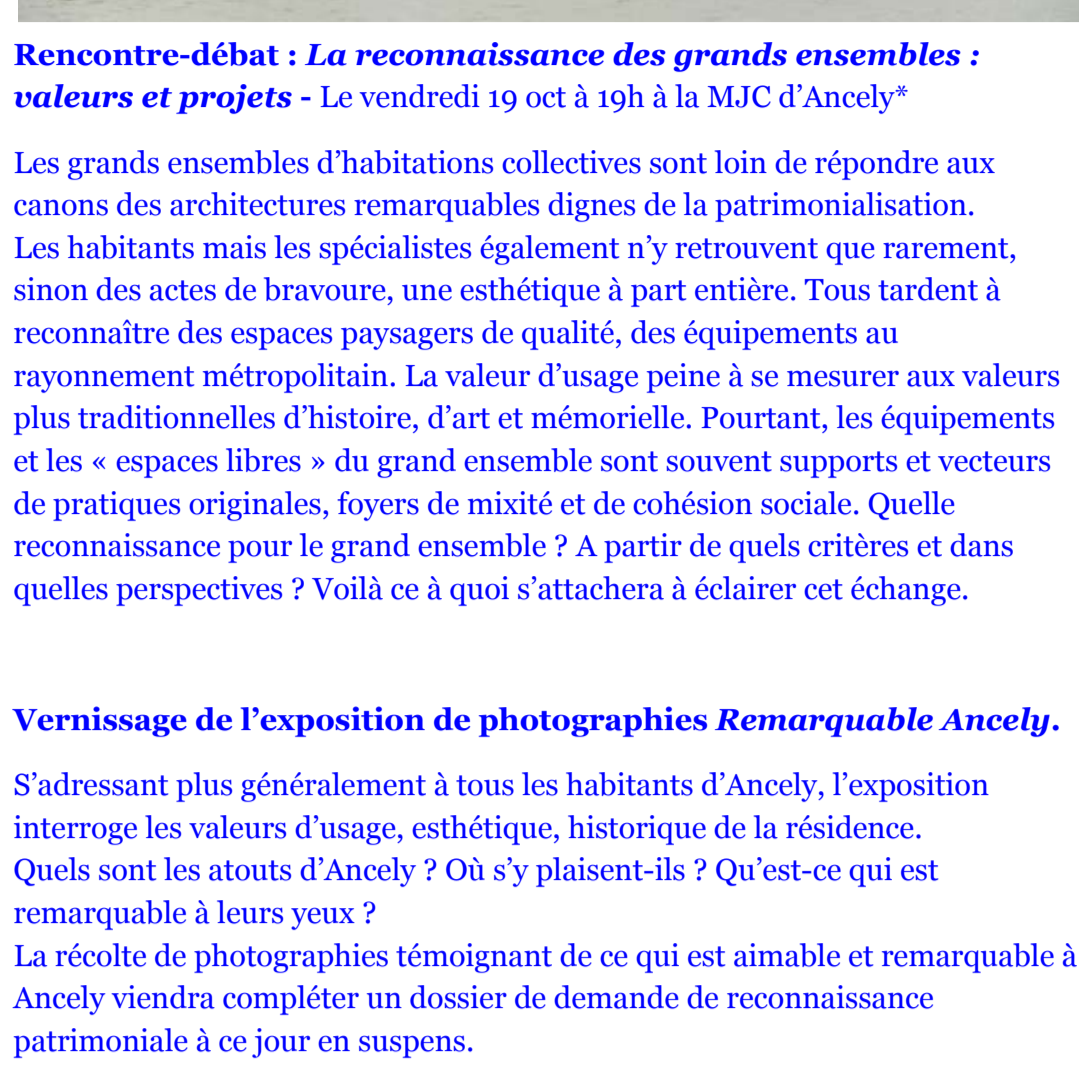 Rencontre-débat : La reconnaissance des grands ensembles :
valeurs et projets - Le vendredi 19 oct à 19h à la MJC d’Ancely*
Les grands ensembles d’habitations collectives sont loin de répondre aux
canons des architectures remarquables dignes de la patrimonialisation.
Les habitants mais les spécialistes également n’y retrouvent que rarement,
sinon des actes de bravoure, une esthétique à part entière. Tous tardent à
reconnaître des espaces paysagers de qualité, des équipements au
rayonnement métropolitain. La valeur d’usage peine à se mesurer aux valeurs
plus traditionnelles d’histoire, d’art et mémorielle. Pourtant, les équipements
et les « espaces libres » du grand ensemble sont souvent supports et vecteurs
de pratiques originales, foyers de mixité et de cohésion sociale. Quelle
reconnaissance pour le grand ensemble ? A partir de quels critères et dans
quelles perspectives ? Voilà ce à quoi s’attachera à éclairer cet échange.
Vernissage de l’exposition de photographies Remarquable Ancely.
S’adressant plus généralement à tous les habitants d’Ancely, l’exposition
interroge les valeurs d’usage, esthétique, historique de la résidence.
Quels sont les atouts d’Ancely ? Où s’y plaisent-ils ? Qu’est-ce qui est
remarquable à leurs yeux ?
La récolte de photographies témoignant de ce qui est aimable et remarquable à
Ancely viendra compléter un dossier de demande de reconnaissance
patrimoniale à ce jour en suspens.